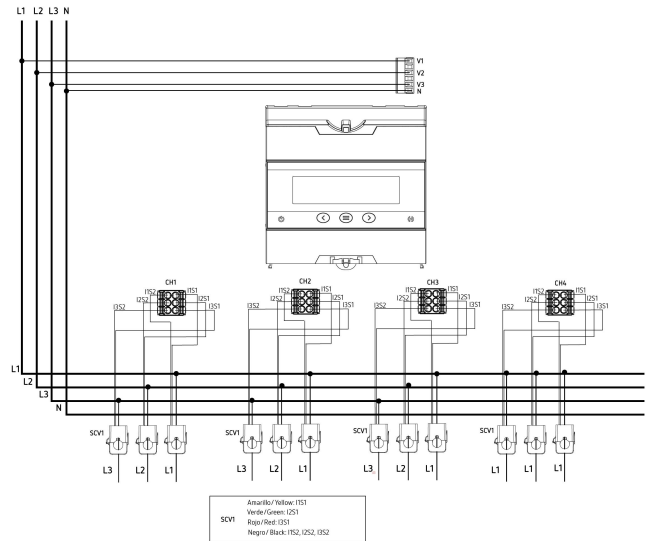 L1 L2 L3 N
V1
V2
V3
N
CH1
I1S2 I1S1
I2S2 I2S1
I3S2 I3S1
CH2
I1S2 I1S1
I2S2 I2S1
I3S2 I3S1
CH3
I1S2 I1S1
I2S2 I2S1
I3S2 I3S1
CH4
I1S2 I1S1
I2S2 I2S1
I3S2 I3S1
L1
L2
L3
N
SCV1 SCV1 SCV1 SCV1
L3 L2 L1 L3 L2 L1 L3 L2 L1 L1 L1 L1
SCV1
Amarillo/Yellow: I1S1
Verde/Green: I2S1
Rojo/Red: I3S1
Negro/ Black: I1S2, I2S2, I3S2